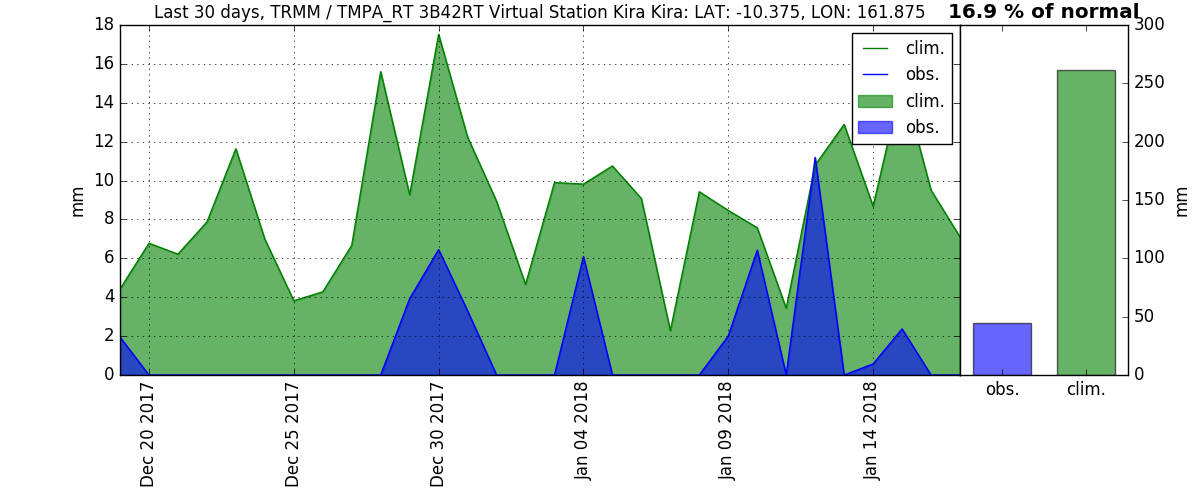 Last 30 days, TRMM / TMPA_RT 3B42RT Virtual Station Kira Kira: LAT: -10.375, LON: 161.875
16.9 % of normal
18
16
14
12
10
8
6
4
2
0
mm
clim.
obs.
clim.
obs.
Dec 20 2017
Dec 25 2017
Dec 30 2017
Jan 04 2018
Jan 09 2018
Jan 14 2018
300
250
200
150
100
50
0
mm
obs.
clim.